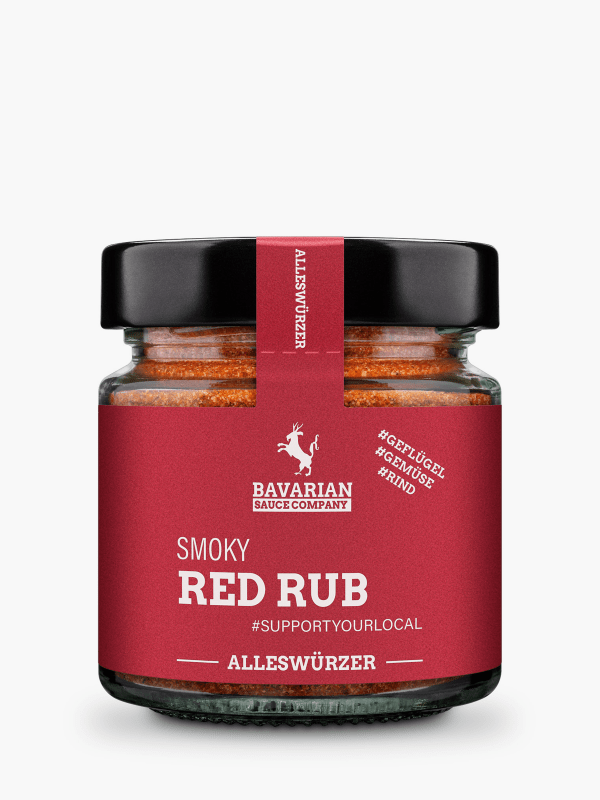 ALLESWÜRZER
BAVARIAN
SAUCE COMPANY
#GEFLÜGEL
#GEMÜSE
#RIND
SMOKY
RED RUB
#SUPPORTYOURLOCAL
ALLESWÜRZER